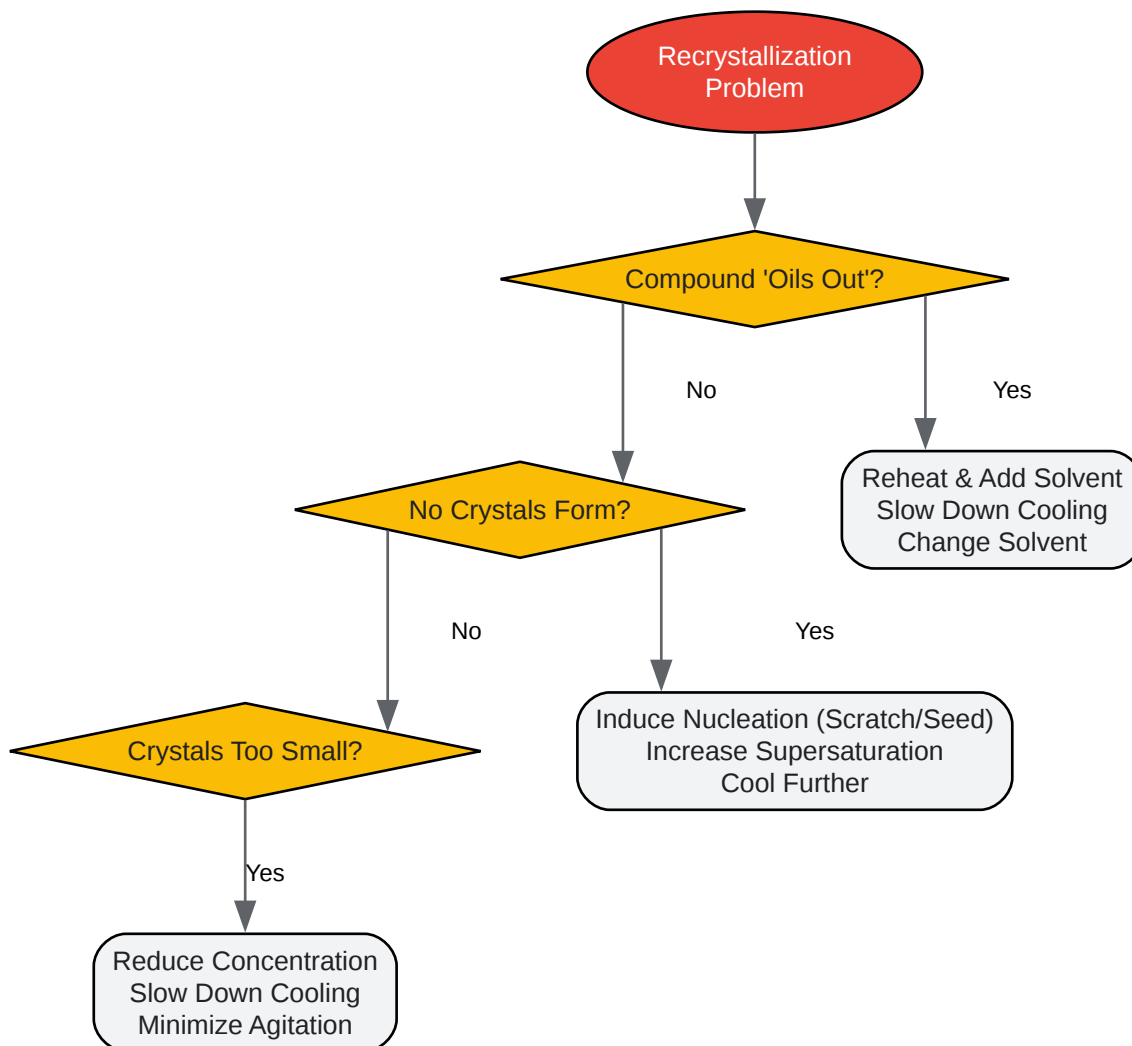 Recrystallization
Problem
Compound 'Oils Out'?
No
Yes
Reheat & Add Solvent
Slow Down Cooling
Change Solvent
No Crystals Form?
No
Yes
Induce Nucleation (Scratch/Seed)
Increase Supersaturation
Cool Further
Crystals Too Small?
Yes
Reduce Concentration
Slow Down Cooling
Minimize Agitation